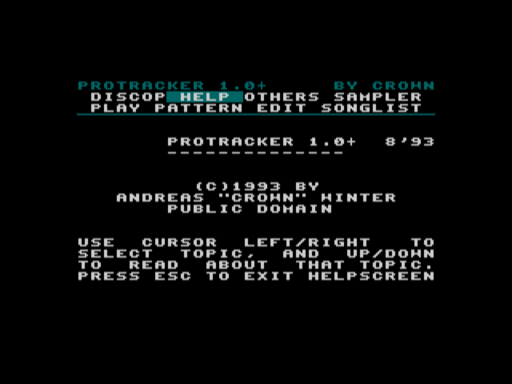 PROTRACKER 1.0+ BY CROWN
DISCOP HELP OTHERS SAMPLER
PLAY PATTERN EDIT SONGLIST
PROTRACKER 1.0+ 8'93
--------------
(C)1993 BY
ANDREAS "CROWN" WINTER
PUBLIC DOMAIN
USE CURSOR LEFT/RIGHT TO
SELECT TOPIC, AND UP/DOWN
TO READ ABOUT THAT TOPIC.
PRESS ESC TO EXIT HELPSCREEN